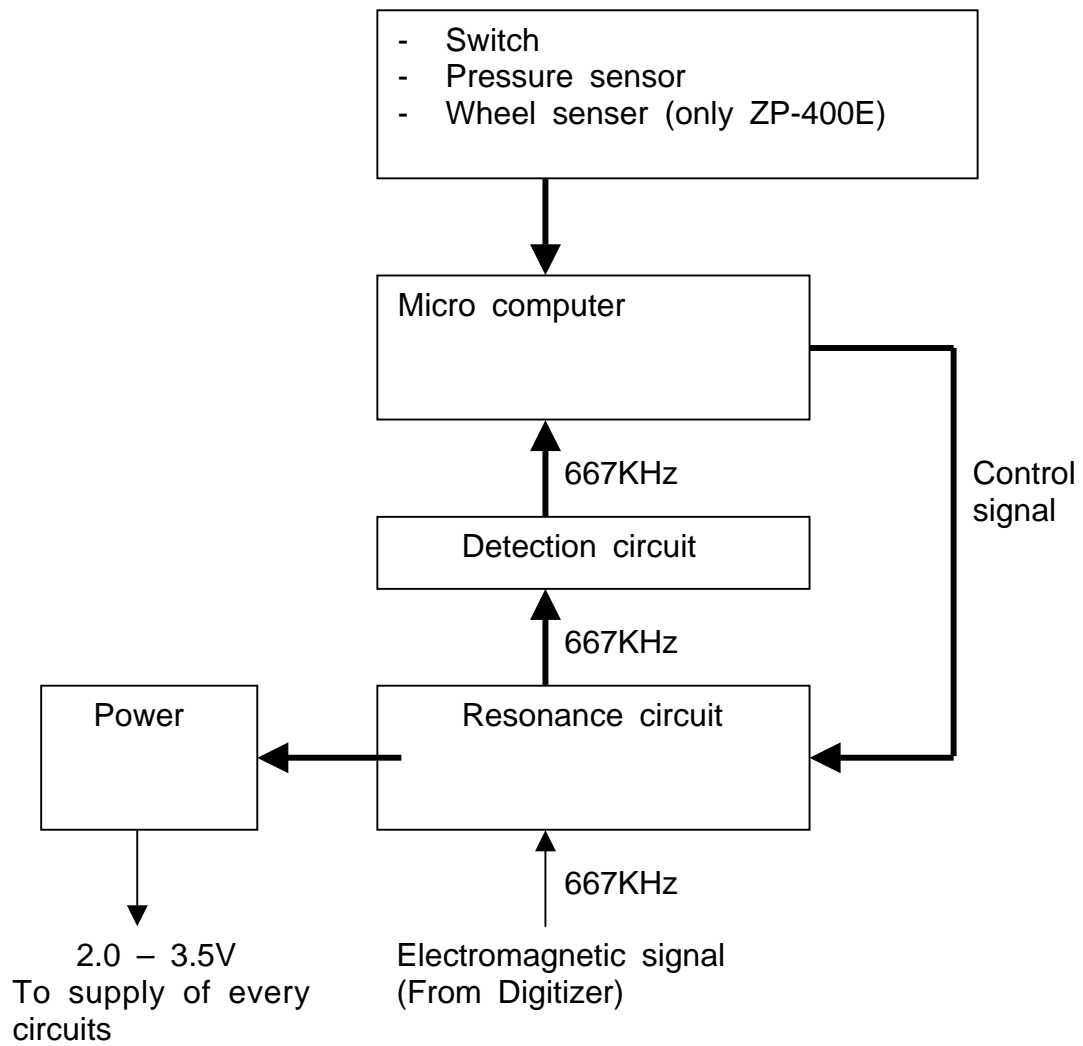 - Switch
- Pressure sensor
- Wheel senser (only ZP-400E)
Micro computer
667KHz
Control
signal
Detection circuit
667KHz
Power
Resonance circuit
667KHz
2.0 – 3.5V
To supply of every
circuits
Electromagnetic signal
(From Digitizer)